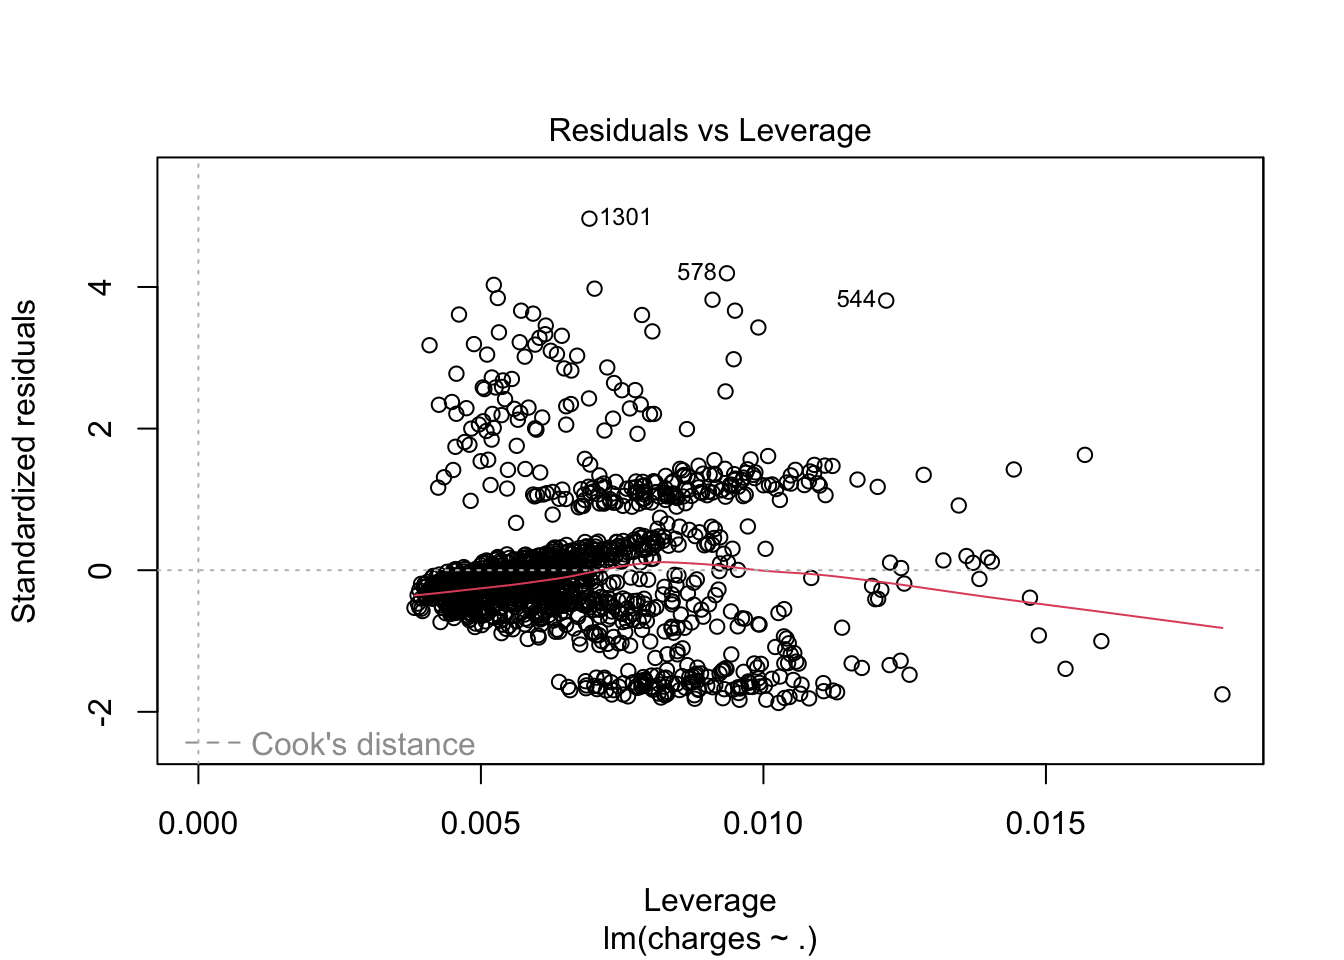 Residuals vs Leverage
Standardized residuals
4
2
0
-2
1301
578
544
Cook's distance
0.000 0.005 0.010 0.015
Leverage
lm(charges ~ .)